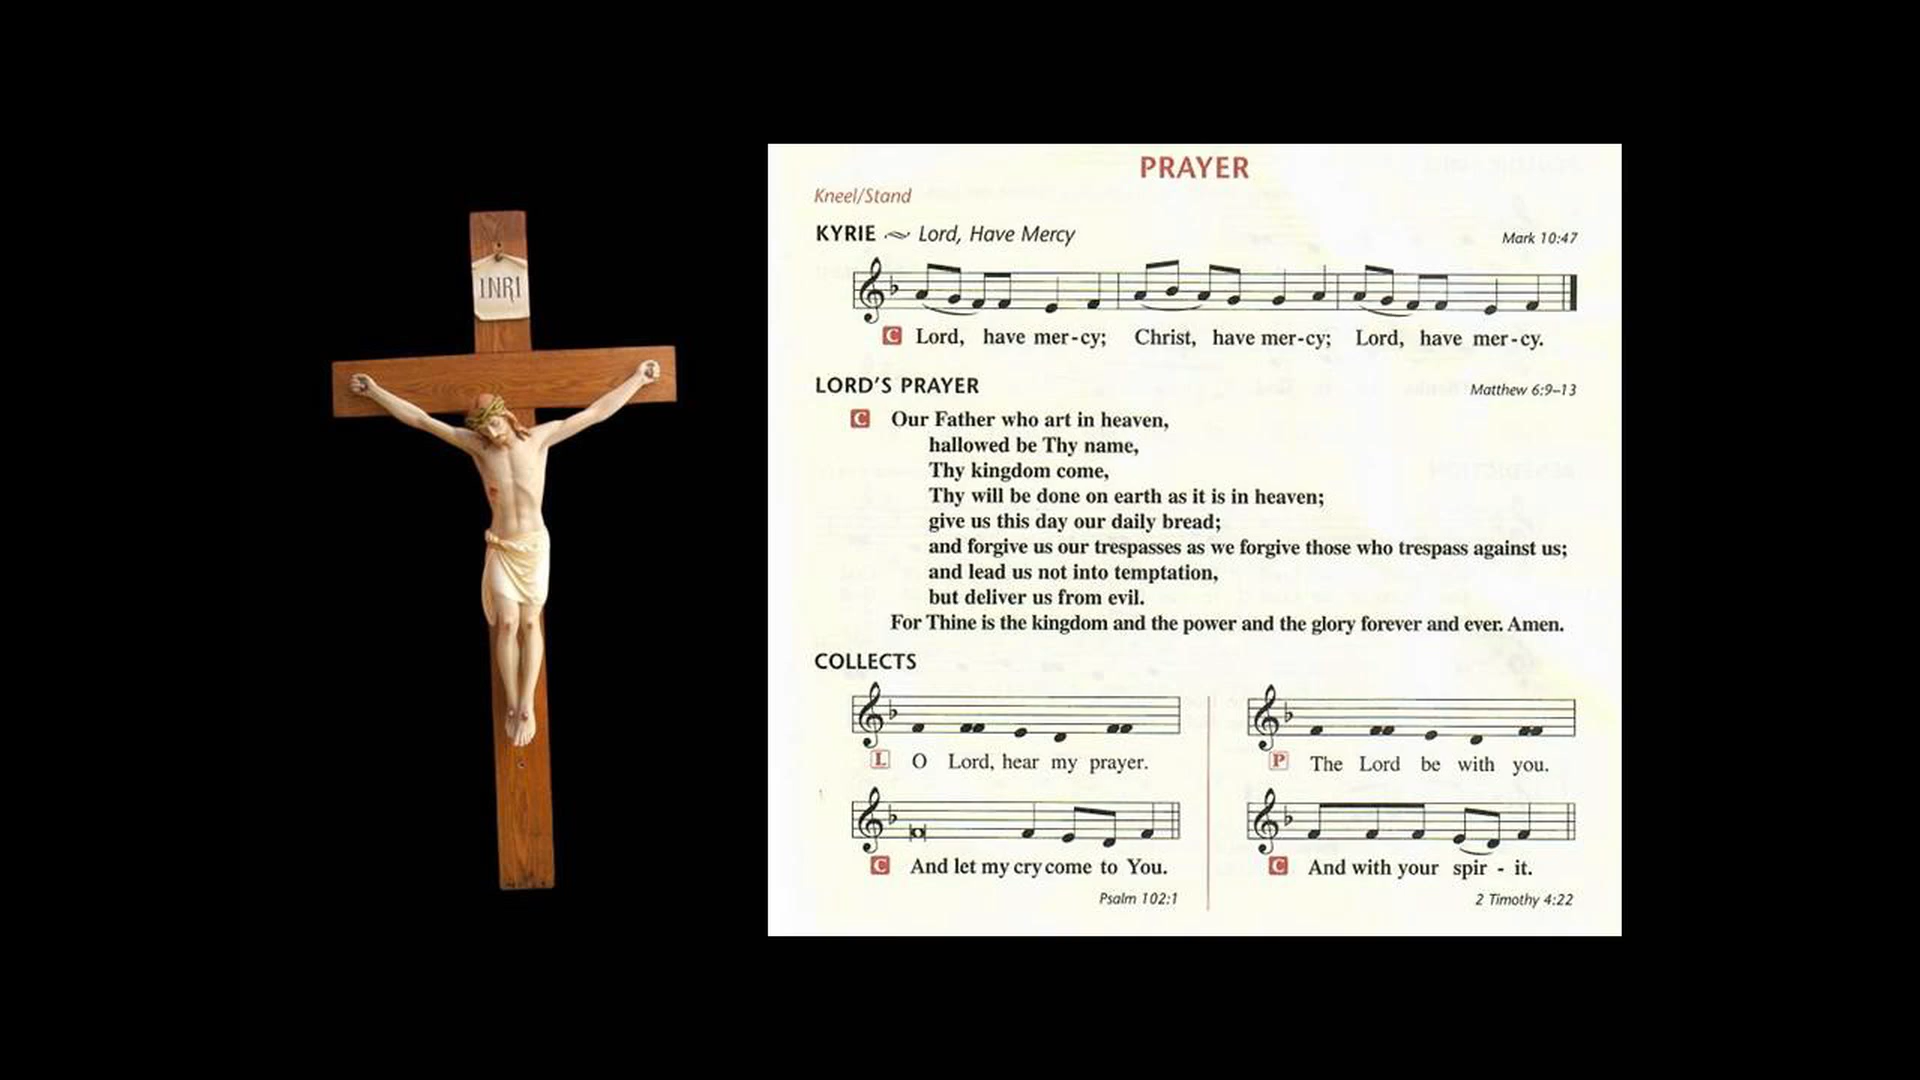 INRI
PRAYER
Kneel/Stand
KYRIE Lord, Have Mercy Mark 10:47
C Lord, have mer-cy; Christ, have mer-cy; Lord, have mer-cy.
LORD'S PRAYER Matthew 6:9–13
C Our Father who art in heaven,
hallowed be Thy name,
Thy kingdom come,
Thy will be done on earth as it is in heaven;
give us this day our daily bread;
and forgive us our trespasses as we forgive those who trespass against us;
and lead us not into temptation,
but deliver us from evil.
For Thine is the kingdom and the power and the glory forever and ever. Amen.
COLLECTS
L O Lord, hear my prayer.
C And let my cry come to You.
Psalm 102:1
P The Lord be with you.
C And with your spir - it.
2 Timothy 4:22